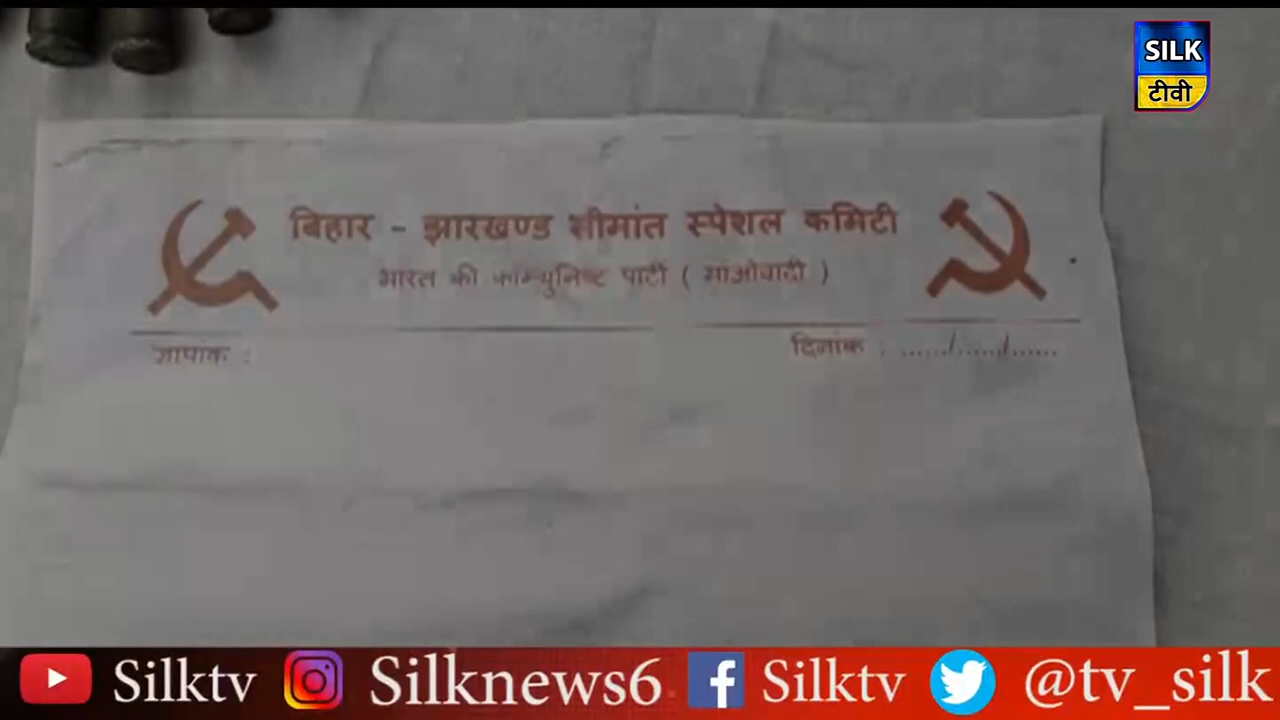 SILK
टीवी
बिहार - झारखण्ड सीमांत स्पेशल कमिटी
भारत की कम्युनिष्ट पार्टी ( माओवादी )
ज्ञापांक :
दिनांक : ....../......./......
Silktv Silknews6 Silktv @tv_silk